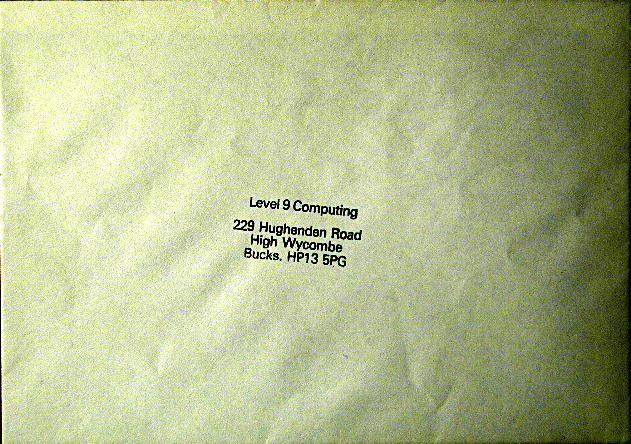 Level 9 Computing
229 Hughenden Road
High Wycombe
Bucks. HP13 5PG